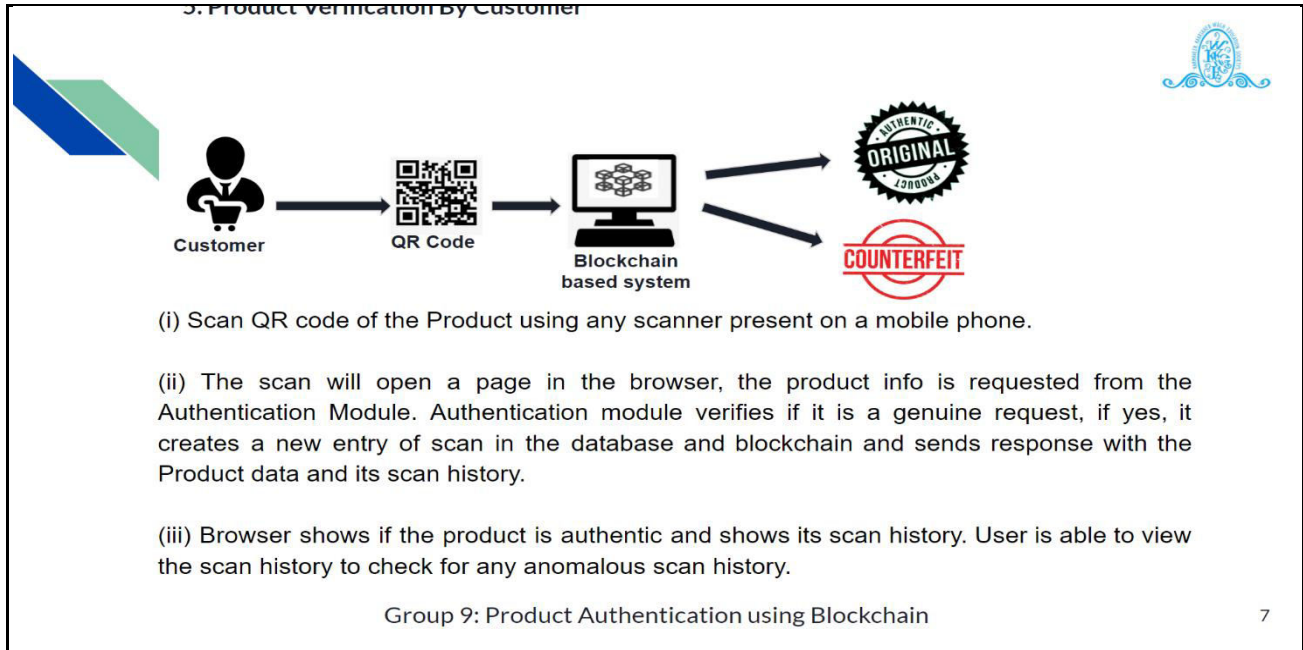 5. Product Verification By Customer
AUTHENTIC
ORIGINAL
PRODUCT
Customer
QR Code
Blockchain
based system
COUNTERFEIT
(i) Scan QR code of the Product using any scanner present on a mobile phone.
(ii) The scan will open a page in the browser, the product info is requested from the
Authentication Module. Authentication module verifies if it is a genuine request, if yes, it
creates a new entry of scan in the database and blockchain and sends response with the
Product data and its scan history.
(iii) Browser shows if the product is authentic and shows its scan history. User is able to view
the scan history to check for any anomalous scan history.
Group 9: Product Authentication using Blockchain
7